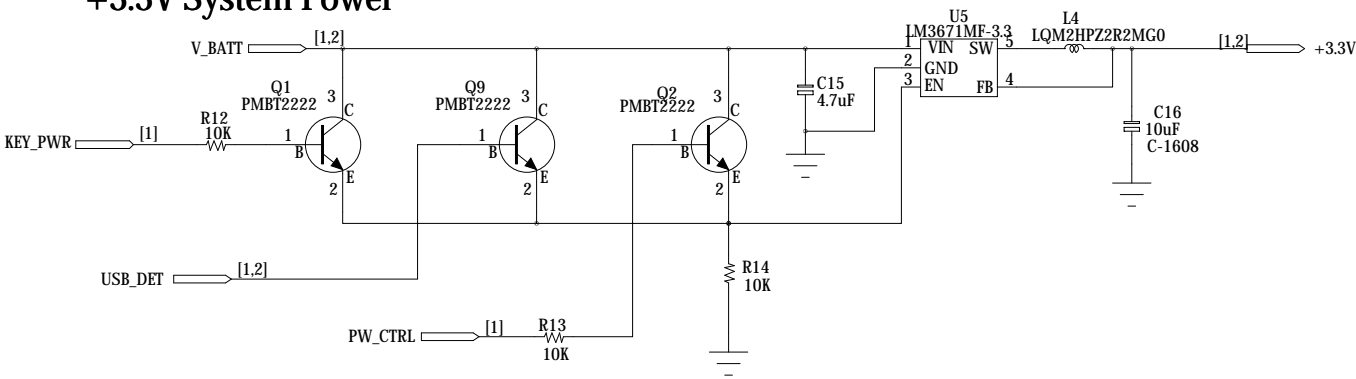 +3.3V System Power
U5
LM3671MF-3.3
L4
LQM2HPZ2R2MG0
V_BATT
[1,2]
1
VIN
SW
5
[1,2]
+3.3V
2
GND
3
EN
FB
4
Q1
PMBT2222
3
C
Q9
PMBT2222
3
C
Q2
PMBT2222
3
C
C15
4.7uF
C16
10uF
C-1608
KEY_PWR
[1]
R12
10K
1
B
1
B
1
B
E
2
E
2
E
2
USB_DET
[1,2]
R14
10K
PW_CTRL
[1]
R13
10K